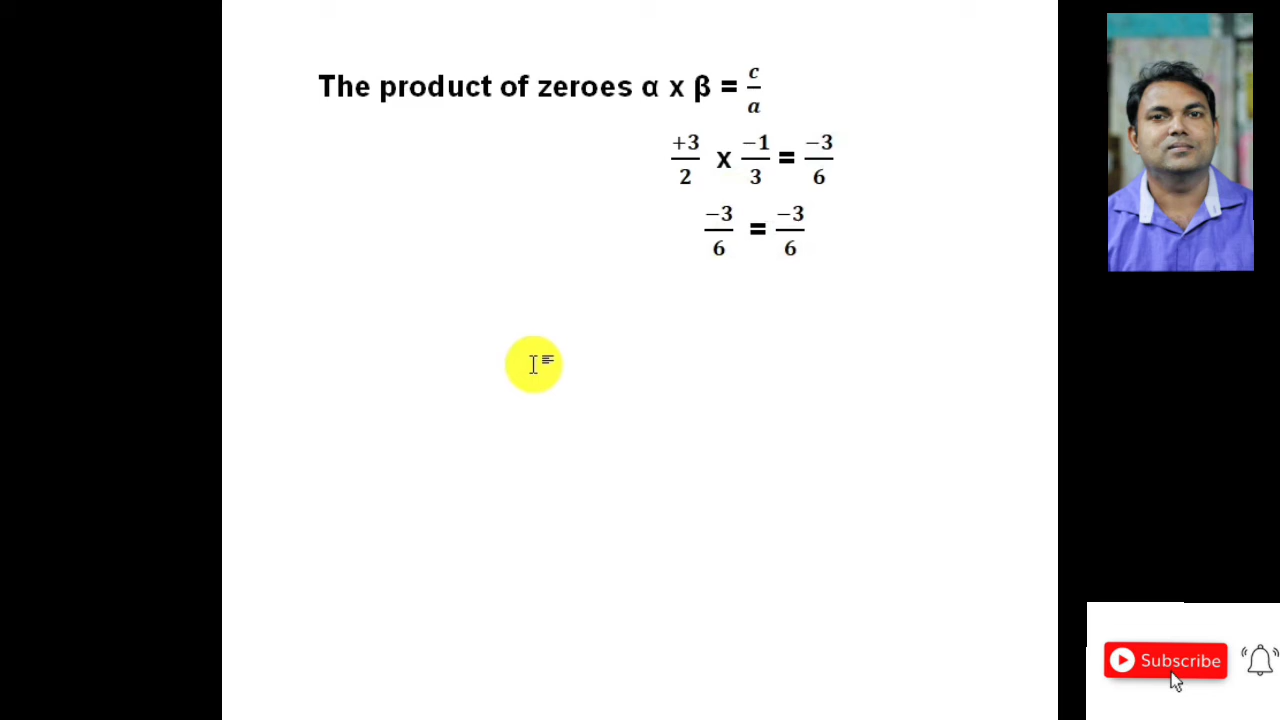 The product of zeroes α x β = c/a
+3/2 x −1/3 = −3/6
−3/6 = −3/6
Subscribe